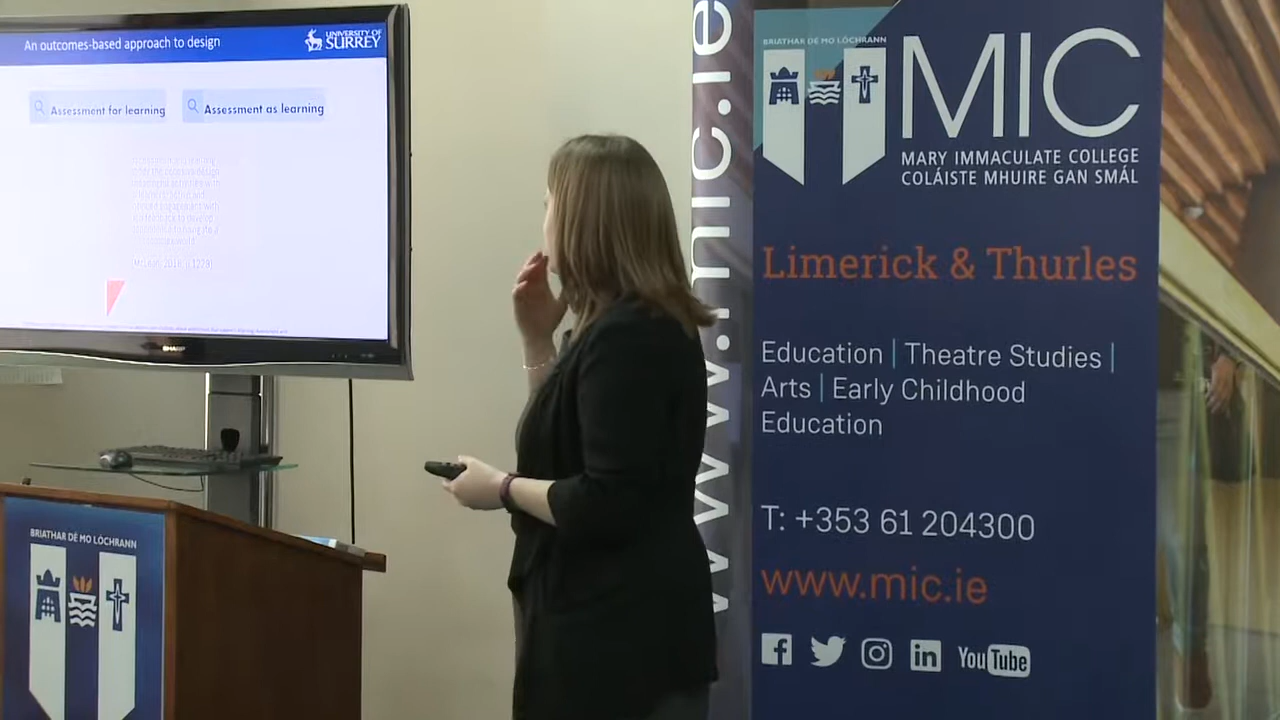 An outcomes-based approach to design
UNIVERSITY OF
SURREY
Assessment for learning
Assessment as learning
SHARP
BRIATHAR DÉ MO LÓCHRANN
www.mic.ie
BRIATHAR DÉ MO LÓCHRANN
MIC
MARY IMMACULATE COLLEGE
COLÁISTE MHUIRE GAN SMÁL
Limerick & Thurles
Education | Theatre Studies |
Arts | Early Childhood
Education
T: +353 61 204300
www.mic.ie
YouTube